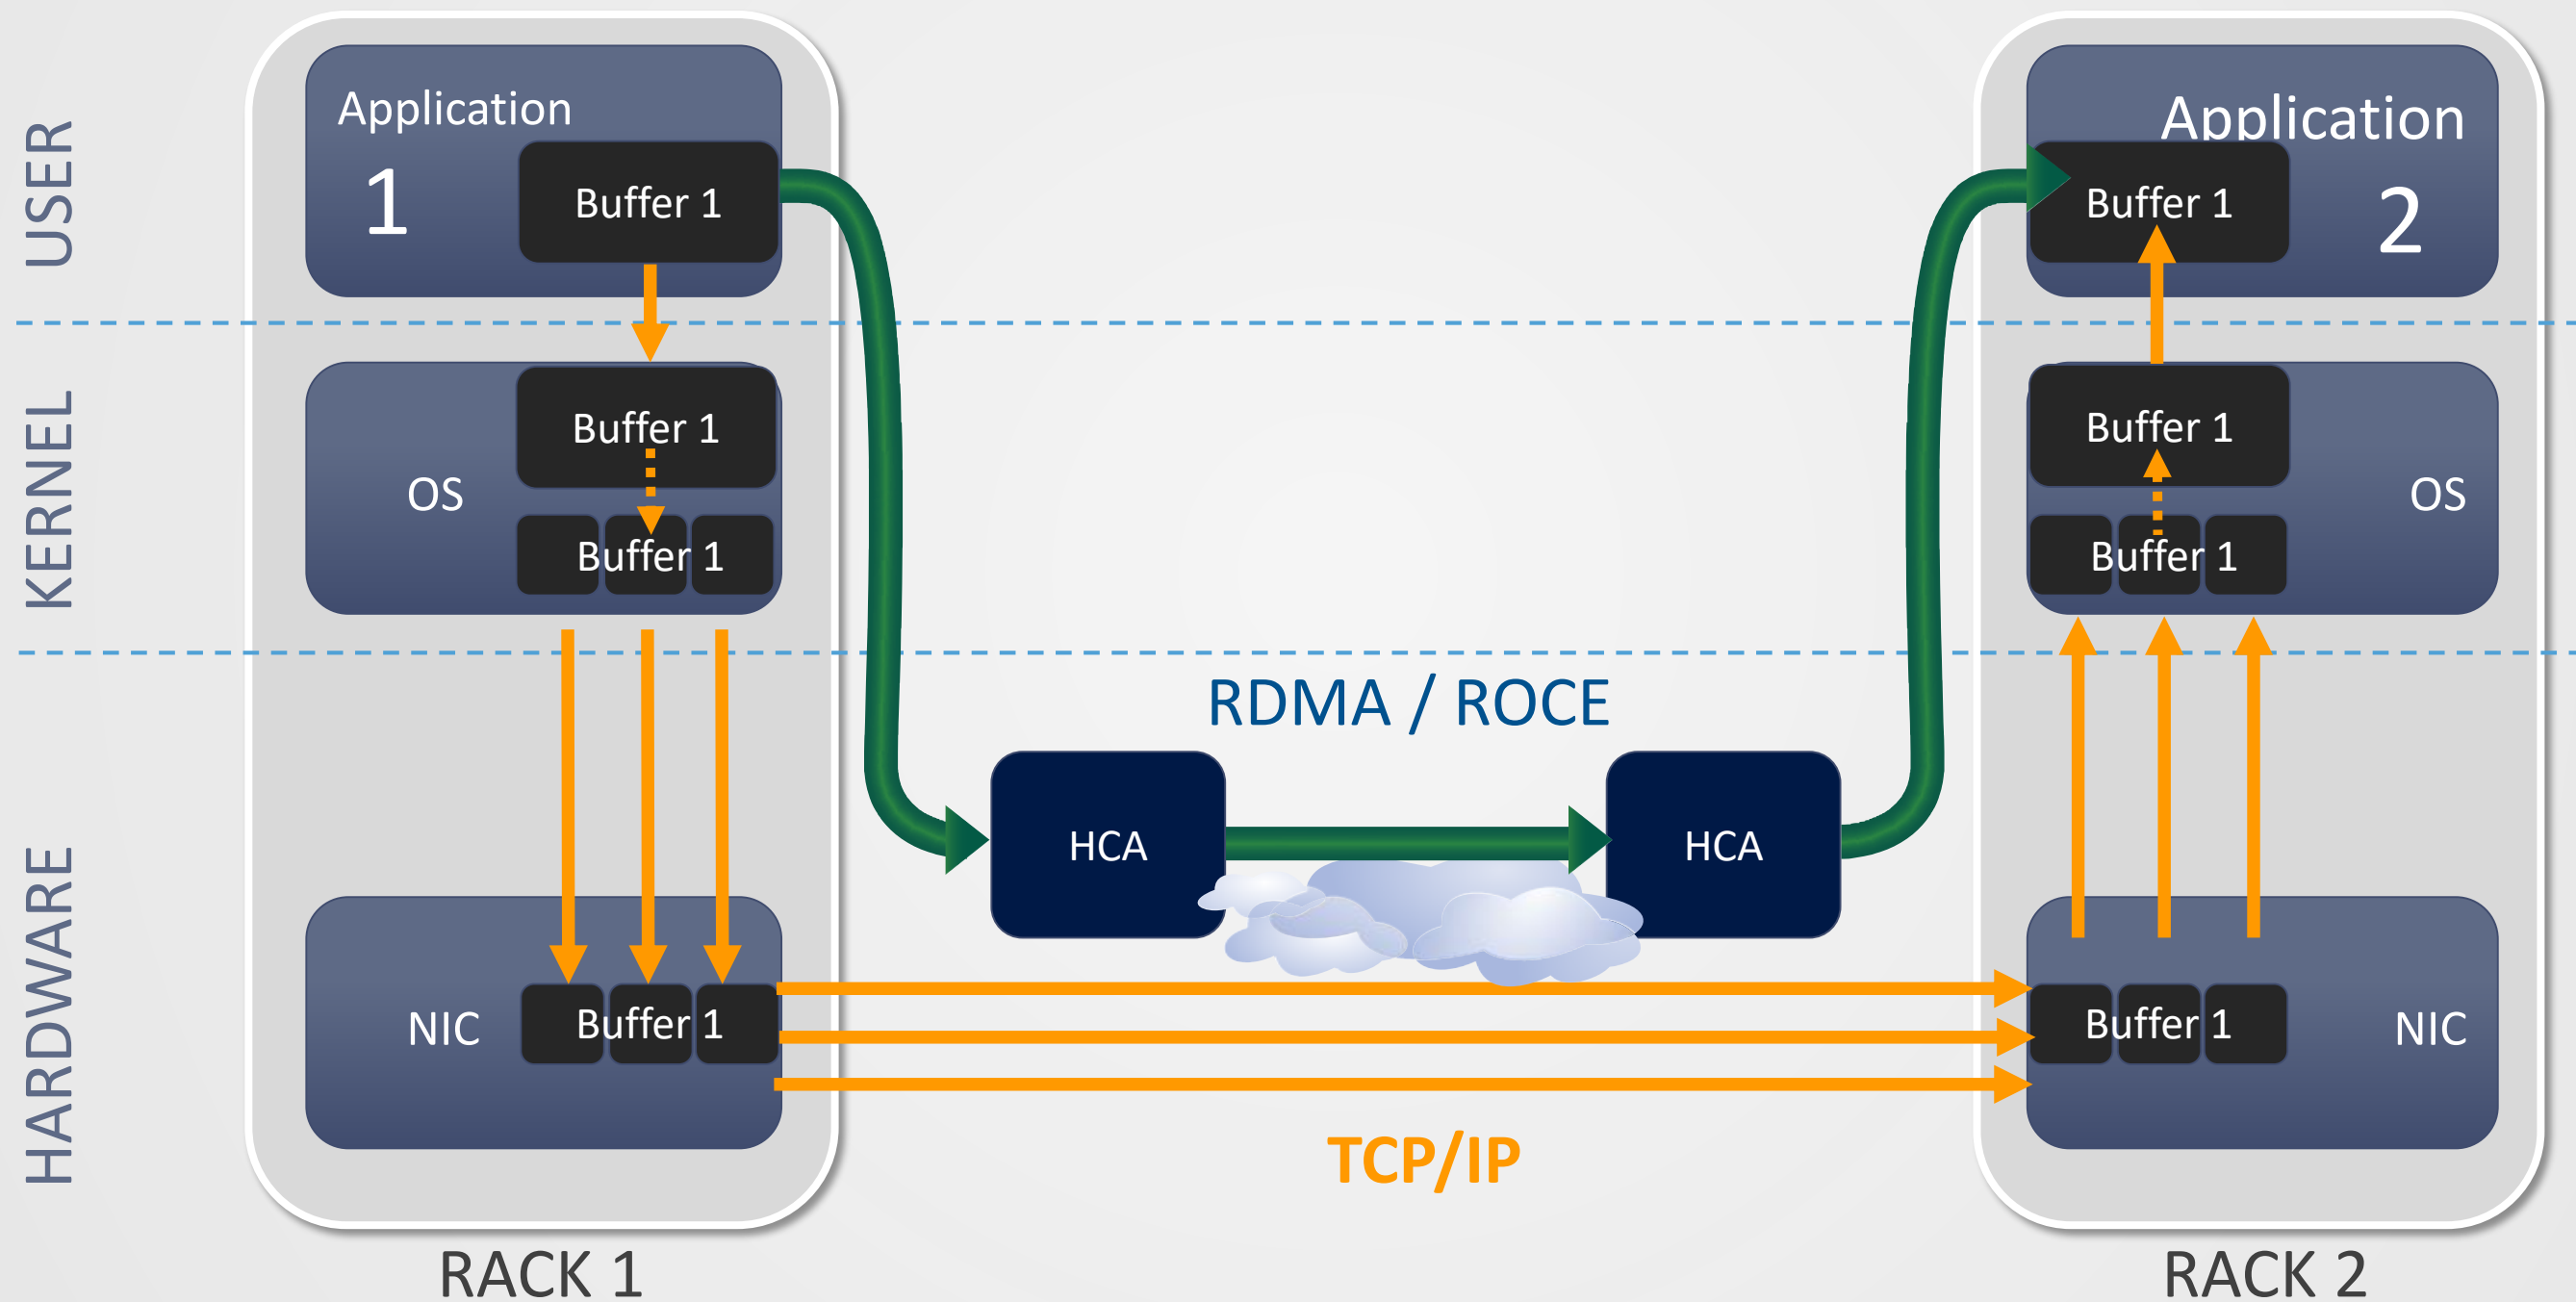 USER
KERNEL
HARDWARE
Application
1
Buffer 1
OS
Buffer 1
Buffer 1
NIC
Buffer 1
RACK 1
RDMA / ROCE
HCA
HCA
TCP/IP
Application
2
Buffer 1
Buffer 1
OS
Buffer 1
Buffer 1
NIC
RACK 2